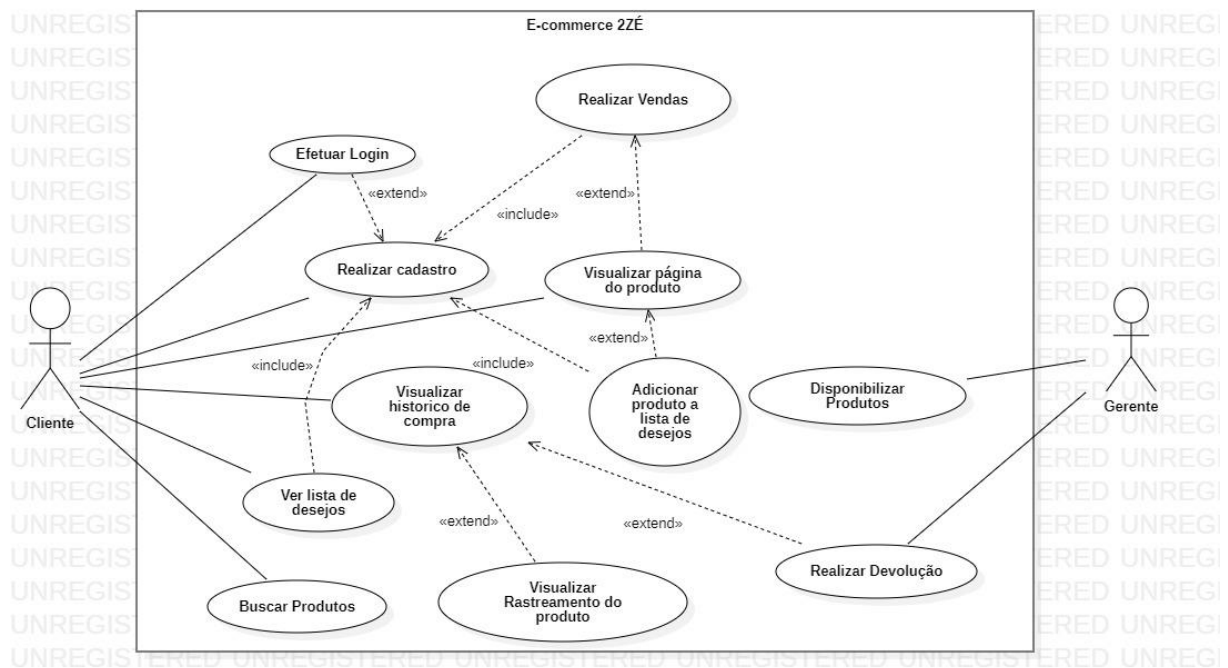 E-commerce 2ZÉ
Realizar Vendas
Efetuar Login
«extend»
«extend»
«include»
Realizar cadastro
Visualizar página
do produto
«include»
«include»
«extend»
Visualizar
historico de
compra
Adicionar
produto a
lista de
desejos
Disponibilizar
Produtos
Cliente
Gerente
Ver lista de
desejos
«extend»
«extend»
Buscar Produtos
Visualizar
Rastreamento do
produto
Realizar Devolução
UNREGISTERED UNREGISTERED UNREGISTERED UNREGISTERED